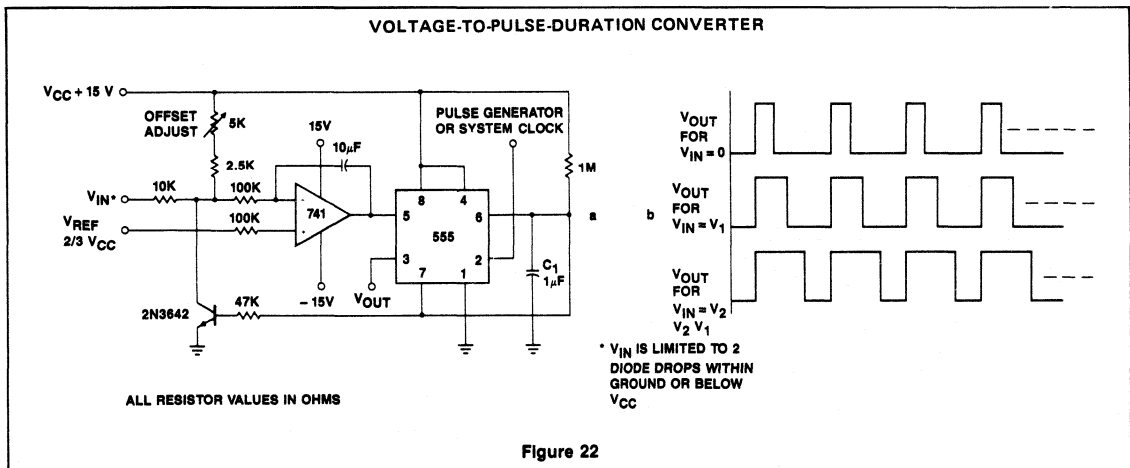 VOLTAGE-TO-PULSE-DURATION CONVERTER
VCC + 15 V
OFFSET
ADJUST
5K
2.5K
15V
10μF
PULSE GENERATOR
OR SYSTEM CLOCK
1M
VIN*
10K
100K
-
741
VREF
2/3 VCC
100K
+
8
4
5
6
555
3
2
7
1
a
C1
1μF
– 15V
VOUT
2N3642
47K
ALL RESISTOR VALUES IN OHMS
b
VOUT
FOR
VIN = 0
VOUT
FOR
VIN = V1
VOUT
FOR
VIN = V2
V2 V1
* VIN IS LIMITED TO 2
DIODE DROPS WITHIN
GROUND OR BELOW
VCC
Figure 22